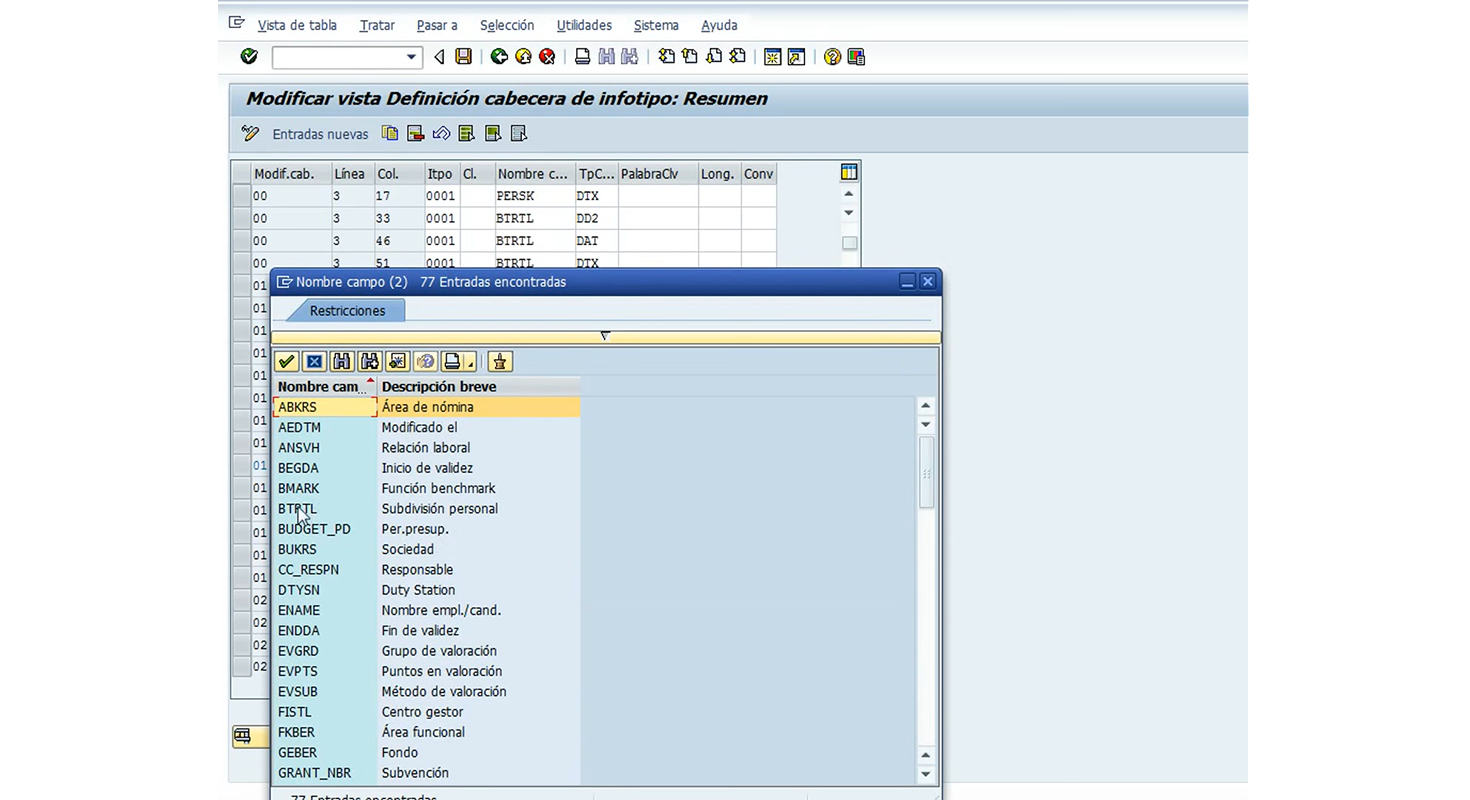 Vista de tabla Tratar Pasar a Selección Utilidades Sistema Ayuda
Modificar vista Definición cabecera de infotipo: Resumen
Entradas nuevas
Modif.cab. Línea Col. Itpo Cl. Nombre c... TpC... PalabraClv Long. Conv
00 3 17 0001 PERSK DTX
00 3 33 0001 BTRTL DD2
00 3 46 0001 BTRTL DAT
00 3 51 0001 BTRTL DTX
01
01
01
01
01
01
01
01
01
01
01
01
01
01
02
02
02
02
Nombre campo (2) 77 Entradas encontradas
Restricciones
Nombre cam... Descripción breve
ABKRS Área de nómina
AEDTM Modificado el
ANSVH Relación laboral
BEGDA Inicio de validez
BMARK Función benchmark
BTRTL Subdivisión personal
BUDGET_PD Per.presup.
BUKRS Sociedad
CC_RESPN Responsable
DTYSN Duty Station
ENAME Nombre empl./cand.
ENDDA Fin de validez
EVGRD Grupo de valoración
EVPTS Puntos en valoración
EVSUB Método de valoración
FISTL Centro gestor
FKBER Área funcional
GEBER Fondo
GRANT_NBR Subvención
77 Entradas encontradas